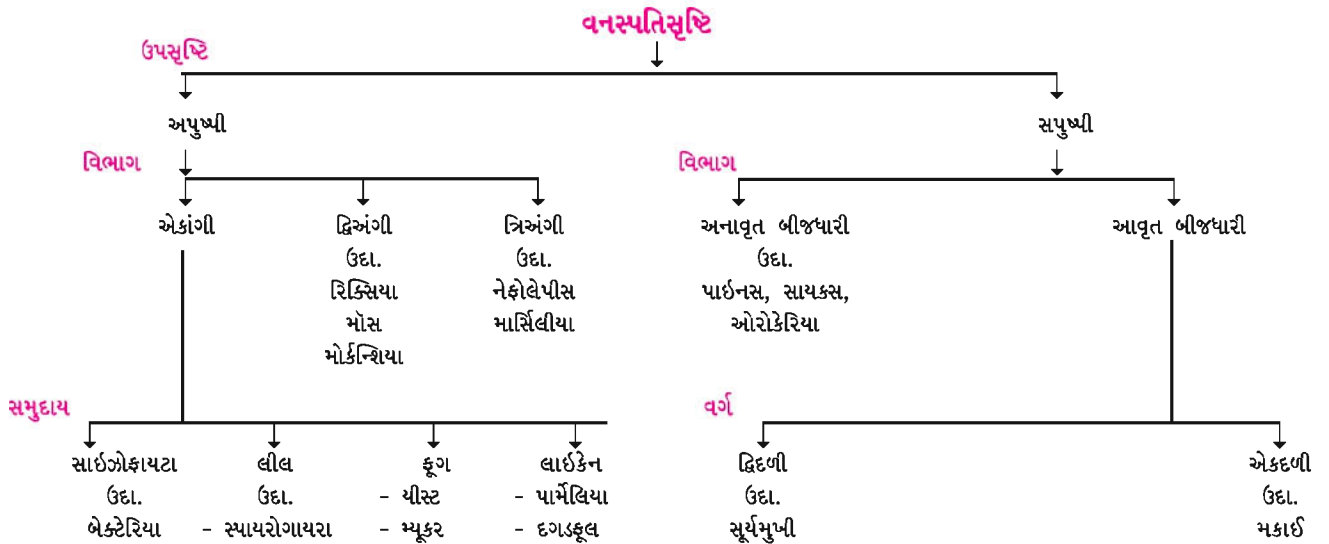 વનસ્પતિસૃષ્ટિ
ઉપસૃષ્ટિ
અપુષ્પી સપુષ્પી
વિભાગ વિભાગ
એકાંગી દ્વિઅંગી ત્રિઅંગી અનાવૃત બીજધારી આવૃત બીજધારી
ઉદા. ઉદા. ઉદા.
રિક્સિયા નેફોલેપીસ પાઇનસ, સાયકસ,
મૉસ માર્સિલીયા ઓરોકેરિયા
મોર્કન્શિયા
સમુદાય વર્ગ
સાઇઝોફાયટા લીલ ફૂગ લાઇકેન દ્વિદળી એકદળી
ઉદા. ઉદા. - યીસ્ટ - પાર્મેલિયા ઉદા. ઉદા.
બેક્ટેરિયા - સ્પાયરોગાયરા - મ્યૂકર - દગડફૂલ સૂર્યમુખી મકાઈ